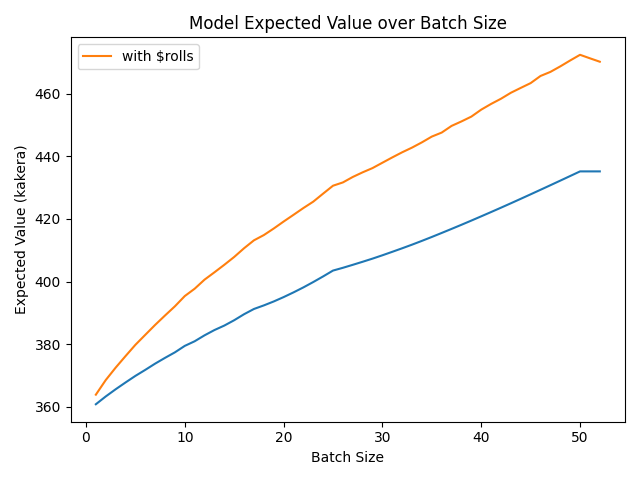 Model Expected Value over Batch Size
with $rolls
Expected Value (kakera)
460
440
420
400
380
360
0 10 20 30 40 50
Batch Size